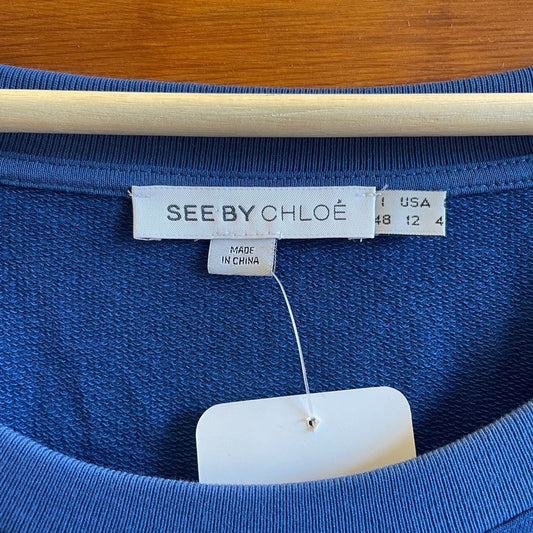 SEE BY CHLOÉ
I USA
48 12 4
MADE
IN CHINA